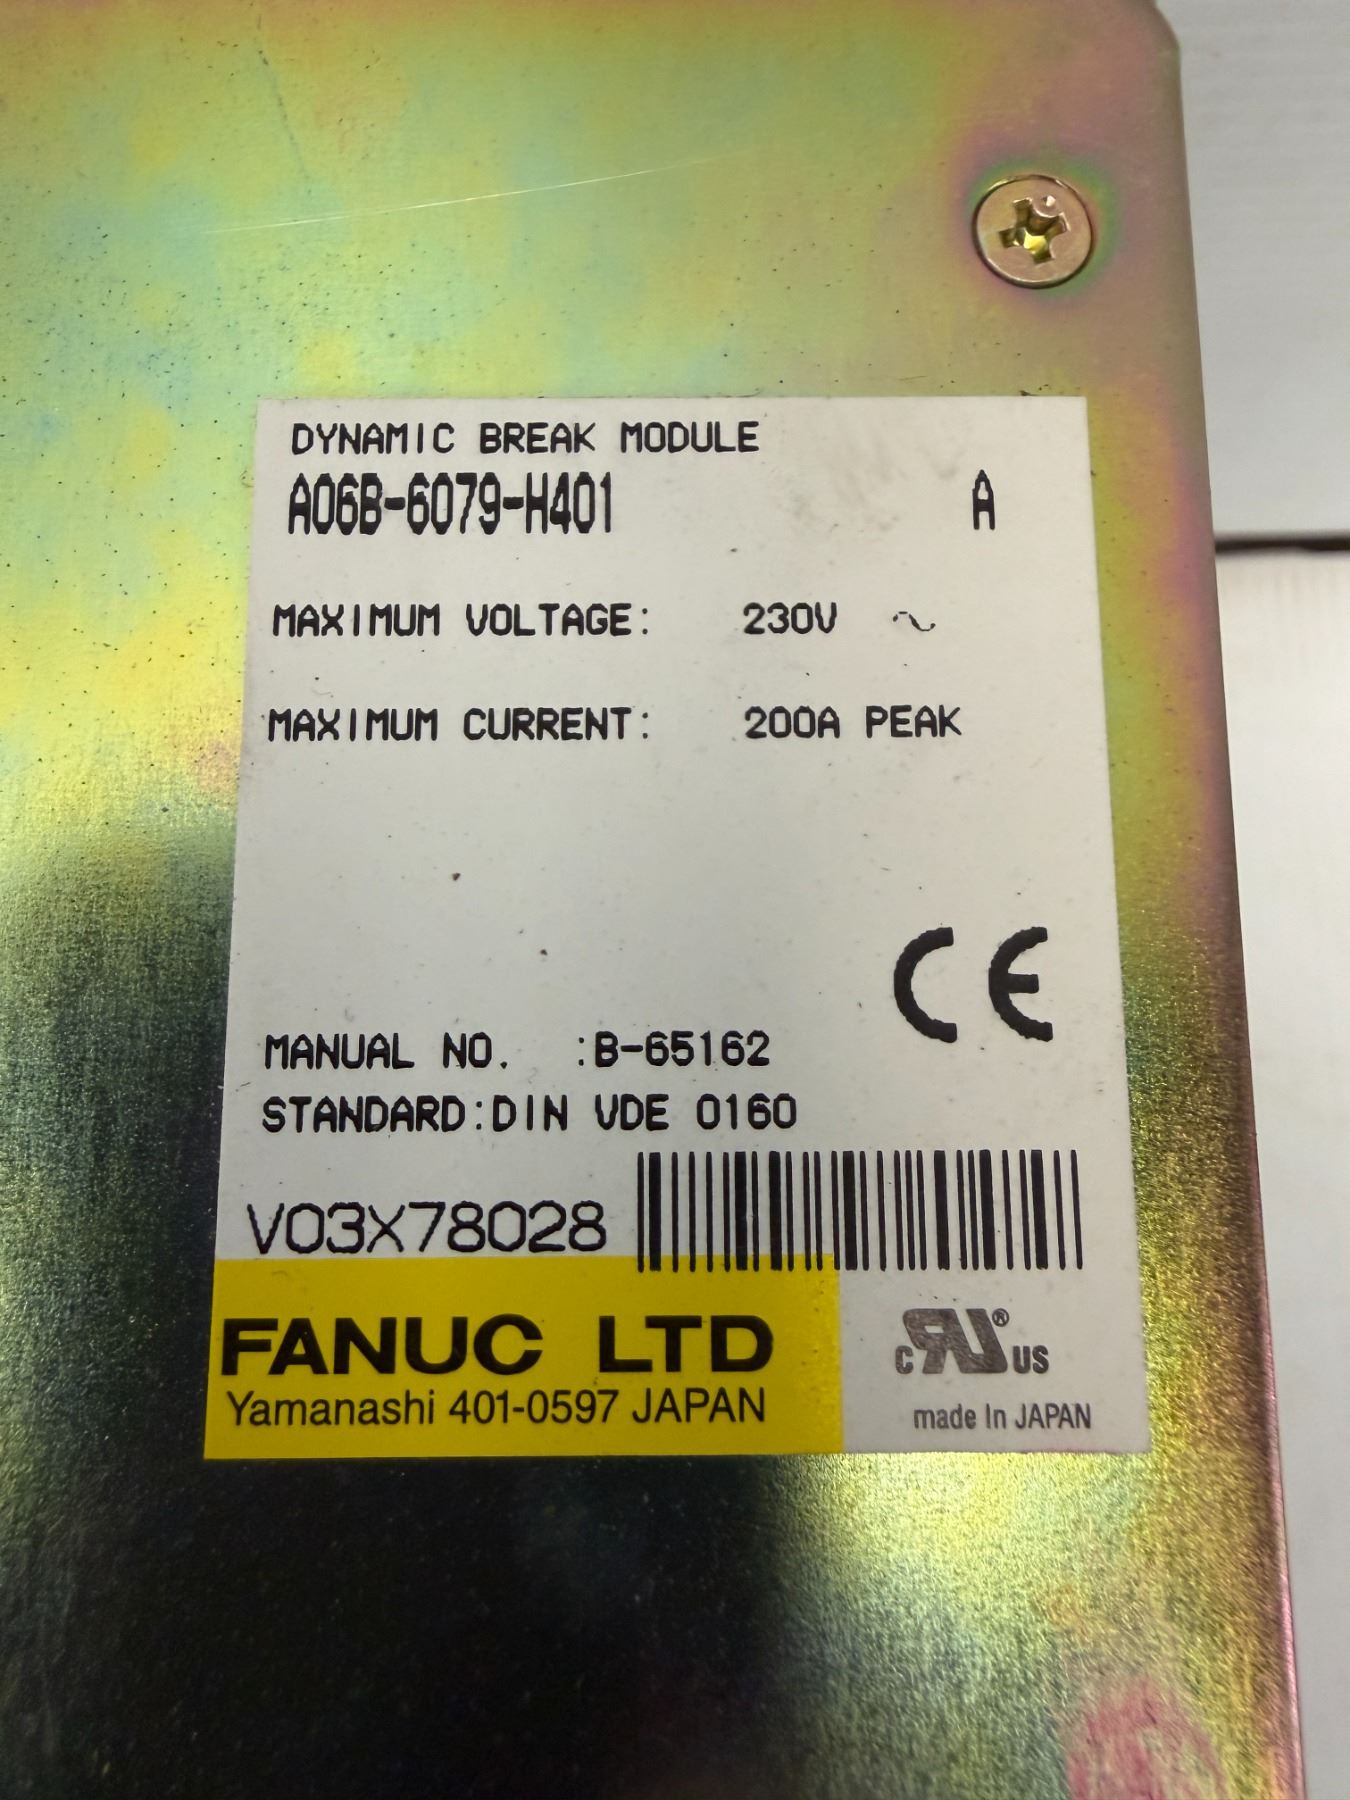 DYNAMIC BREAK MODULE
A06B-6079-H401 A
MAXIMUM VOLTAGE: 230V ~
MAXIMUM CURRENT: 200A PEAK
CE
MANUAL NO. :B-65162
STANDARD:DIN VDE 0160
V03X78028
FANUC LTD
Yamanashi 401-0597 JAPAN
c RU ® US
made In JAPAN